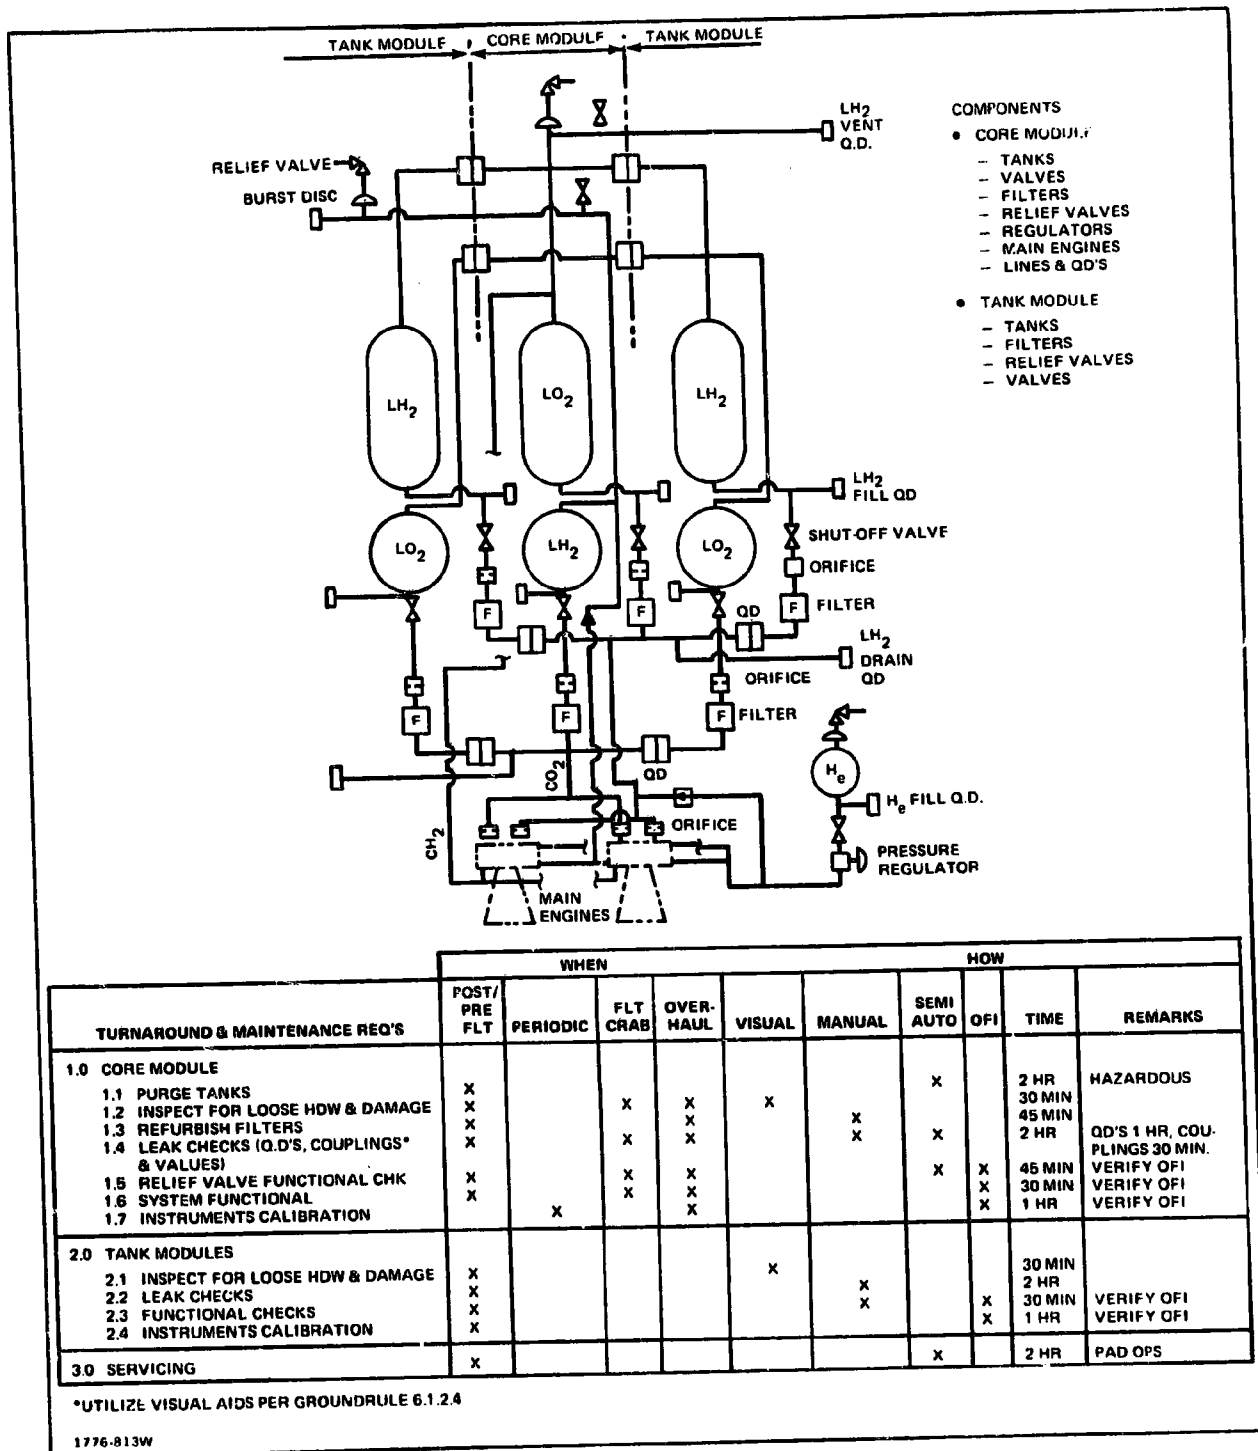 TANK MODULE CORE MODULE TANK MODULE
LH2
VENT
Q.D.
RELIEF VALVE
BURST DISC
COMPONENTS
• CORE MODULE
– TANKS
– VALVES
– FILTERS
– RELIEF VALVES
– REGULATORS
– MAIN ENGINES
– LINES & QD'S
• TANK MODULE
– TANKS
– FILTERS
– RELIEF VALVES
– VALVES
LH2 LO2 LH2
LH2
FILL QD
SHUT-OFF VALVE
LO2 LH2 LO2
ORIFICE
F F QD F FILTER
LH2
DRAIN
QD
ORIFICE
F F F FILTER
CO2 QD
He
He FILL Q.D.
CH2
ORIFICE
PRESSURE
REGULATOR
MAIN
ENGINES
WHEN HOW
TURNAROUND & MAINTENANCE REQ'S POST/ PRE FLT PERIODIC FLT CRAB OVER- HAUL VISUAL MANUAL SEMI AUTO OFI TIME REMARKS
1.0 CORE MODULE
1.1 PURGE TANKS X X 2 HR HAZARDOUS
1.2 INSPECT FOR LOOSE HDW & DAMAGE X X X X 30 MIN
1.3 REFURBISH FILTERS X X X 45 MIN
1.4 LEAK CHECKS (Q.D'S, COUPLINGS* X X X X X 2 HR QD'S 1 HR, COU-
& VALUES) PLINGS 30 MIN.
1.5 RELIEF VALVE FUNCTIONAL CHK X X X X X 45 MIN VERIFY OFI
1.6 SYSTEM FUNCTIONAL X X X X 30 MIN VERIFY OFI
1.7 INSTRUMENTS CALIBRATION X X X 1 HR VERIFY OFI
2.0 TANK MODULES
2.1 INSPECT FOR LOOSE HDW & DAMAGE X X 30 MIN
2.2 LEAK CHECKS X X 2 HR
2.3 FUNCTIONAL CHECKS X X X 30 MIN VERIFY OFI
2.4 INSTRUMENTS CALIBRATION X X 1 HR VERIFY OFI
3.0 SERVICING X X 2 HR PAD OPS
*UTILIZE VISUAL AIDS PER GROUNDRULE 6.1.2.4
1776-813W